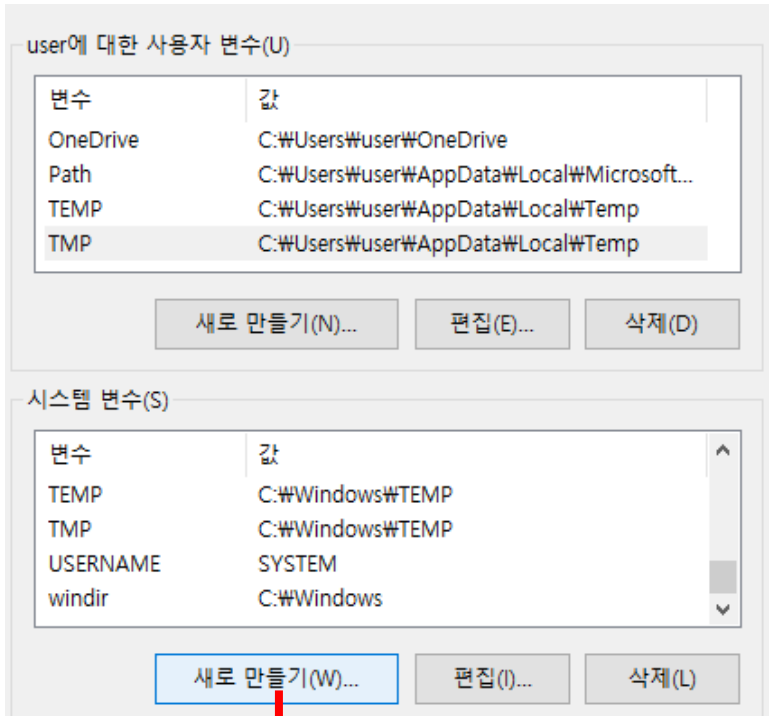 user에 대한 사용자 변수(U)
변수 값
OneDrive C:₩Users₩user₩OneDrive
Path C:₩Users₩user₩AppData₩Local₩Microsoft...
TEMP C:₩Users₩user₩AppData₩Local₩Temp
TMP C:₩Users₩user₩AppData₩Local₩Temp
새로 만들기(N)... 편집(E)... 삭제(D)
시스템 변수(S)
변수 값
TEMP C:₩Windows₩TEMP
TMP C:₩Windows₩TEMP
USERNAME SYSTEM
windir C:₩Windows
새로 만들기(W)... 편집(I)... 삭제(L)